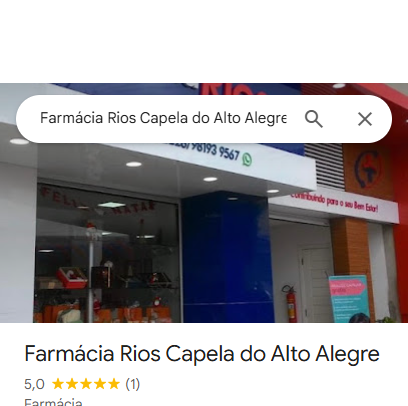 RIOS
Farmácia Rios Capela do Alto Alegre
98193 9567
Contribuindo para o seu Bem Estar!
FELIZ NATAL
Farmácia Rios Capela do Alto Alegre
5,0 (1)
Farmácia